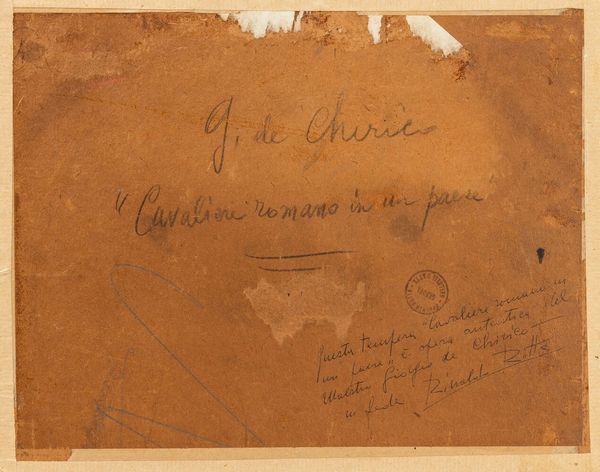 G. de Chirico
"Cavaliere romano in un paese"
Questa tempera "Cavaliere romano in
un paese" è opera autentica del
Maestro Giorgio de Chirico
in fede